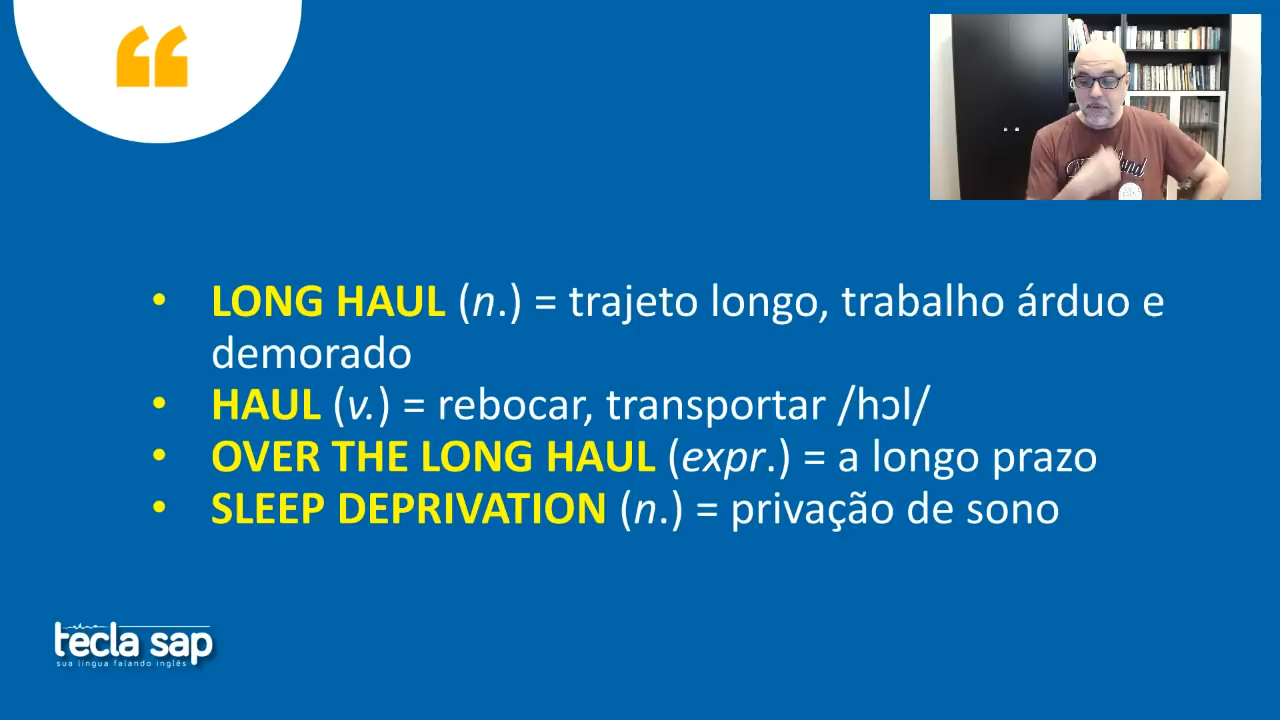 “
• LONG HAUL (n.) = trajeto longo, trabalho árduo e
demorado
• HAUL (v.) = rebocar, transportar /hɔl/
• OVER THE LONG HAUL (expr.) = a longo prazo
• SLEEP DEPRIVATION (n.) = privação de sono
tecla sap
sua língua falando inglês